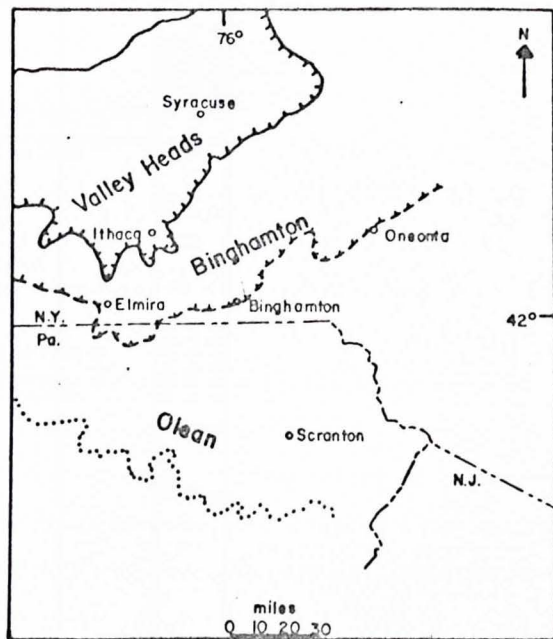 76°
N
Syracuse
Valley Heads
Ithaca
Binghamton
Oneonta
Elmira
Binghamton
N.Y.
42°
Pa.
Olean
Scranton
N.J.
miles
0 10 20 30